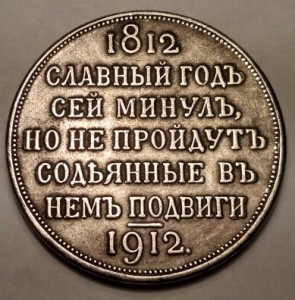 1812
СЛАВНЫЙ ГОДЪ
СЕЙ МИНУЛЪ,
НО НЕ ПРОЙДУТЪ
СОДѢЯННЫЕ ВЪ
НЕМЪ ПОДВИГИ
1912.